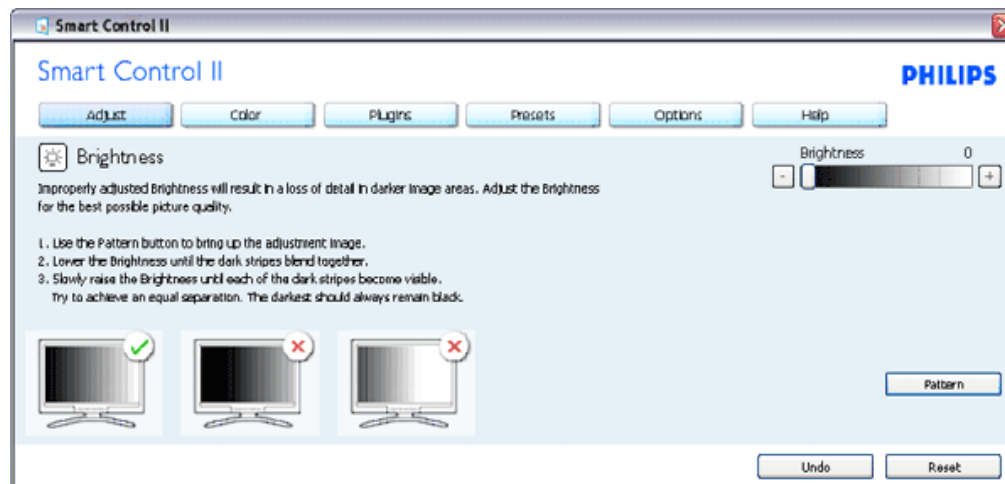 Smart Control II
Smart Control II
PHILIPS
Adjust Color Plugins Presets Options Help
Brightness
Brightness 0
- +
Improperly adjusted Brightness will result in a loss of detail in darker image areas. Adjust the Brightness
for the best possible picture quality.
1. Use the Pattern button to bring up the adjustment image.
2. Lower the Brightness until the dark stripes blend together.
3. Slowly raise the Brightness until each of the dark stripes become visible.
Try to achieve an equal separation. The darkest should always remain black.
Pattern
Undo Reset